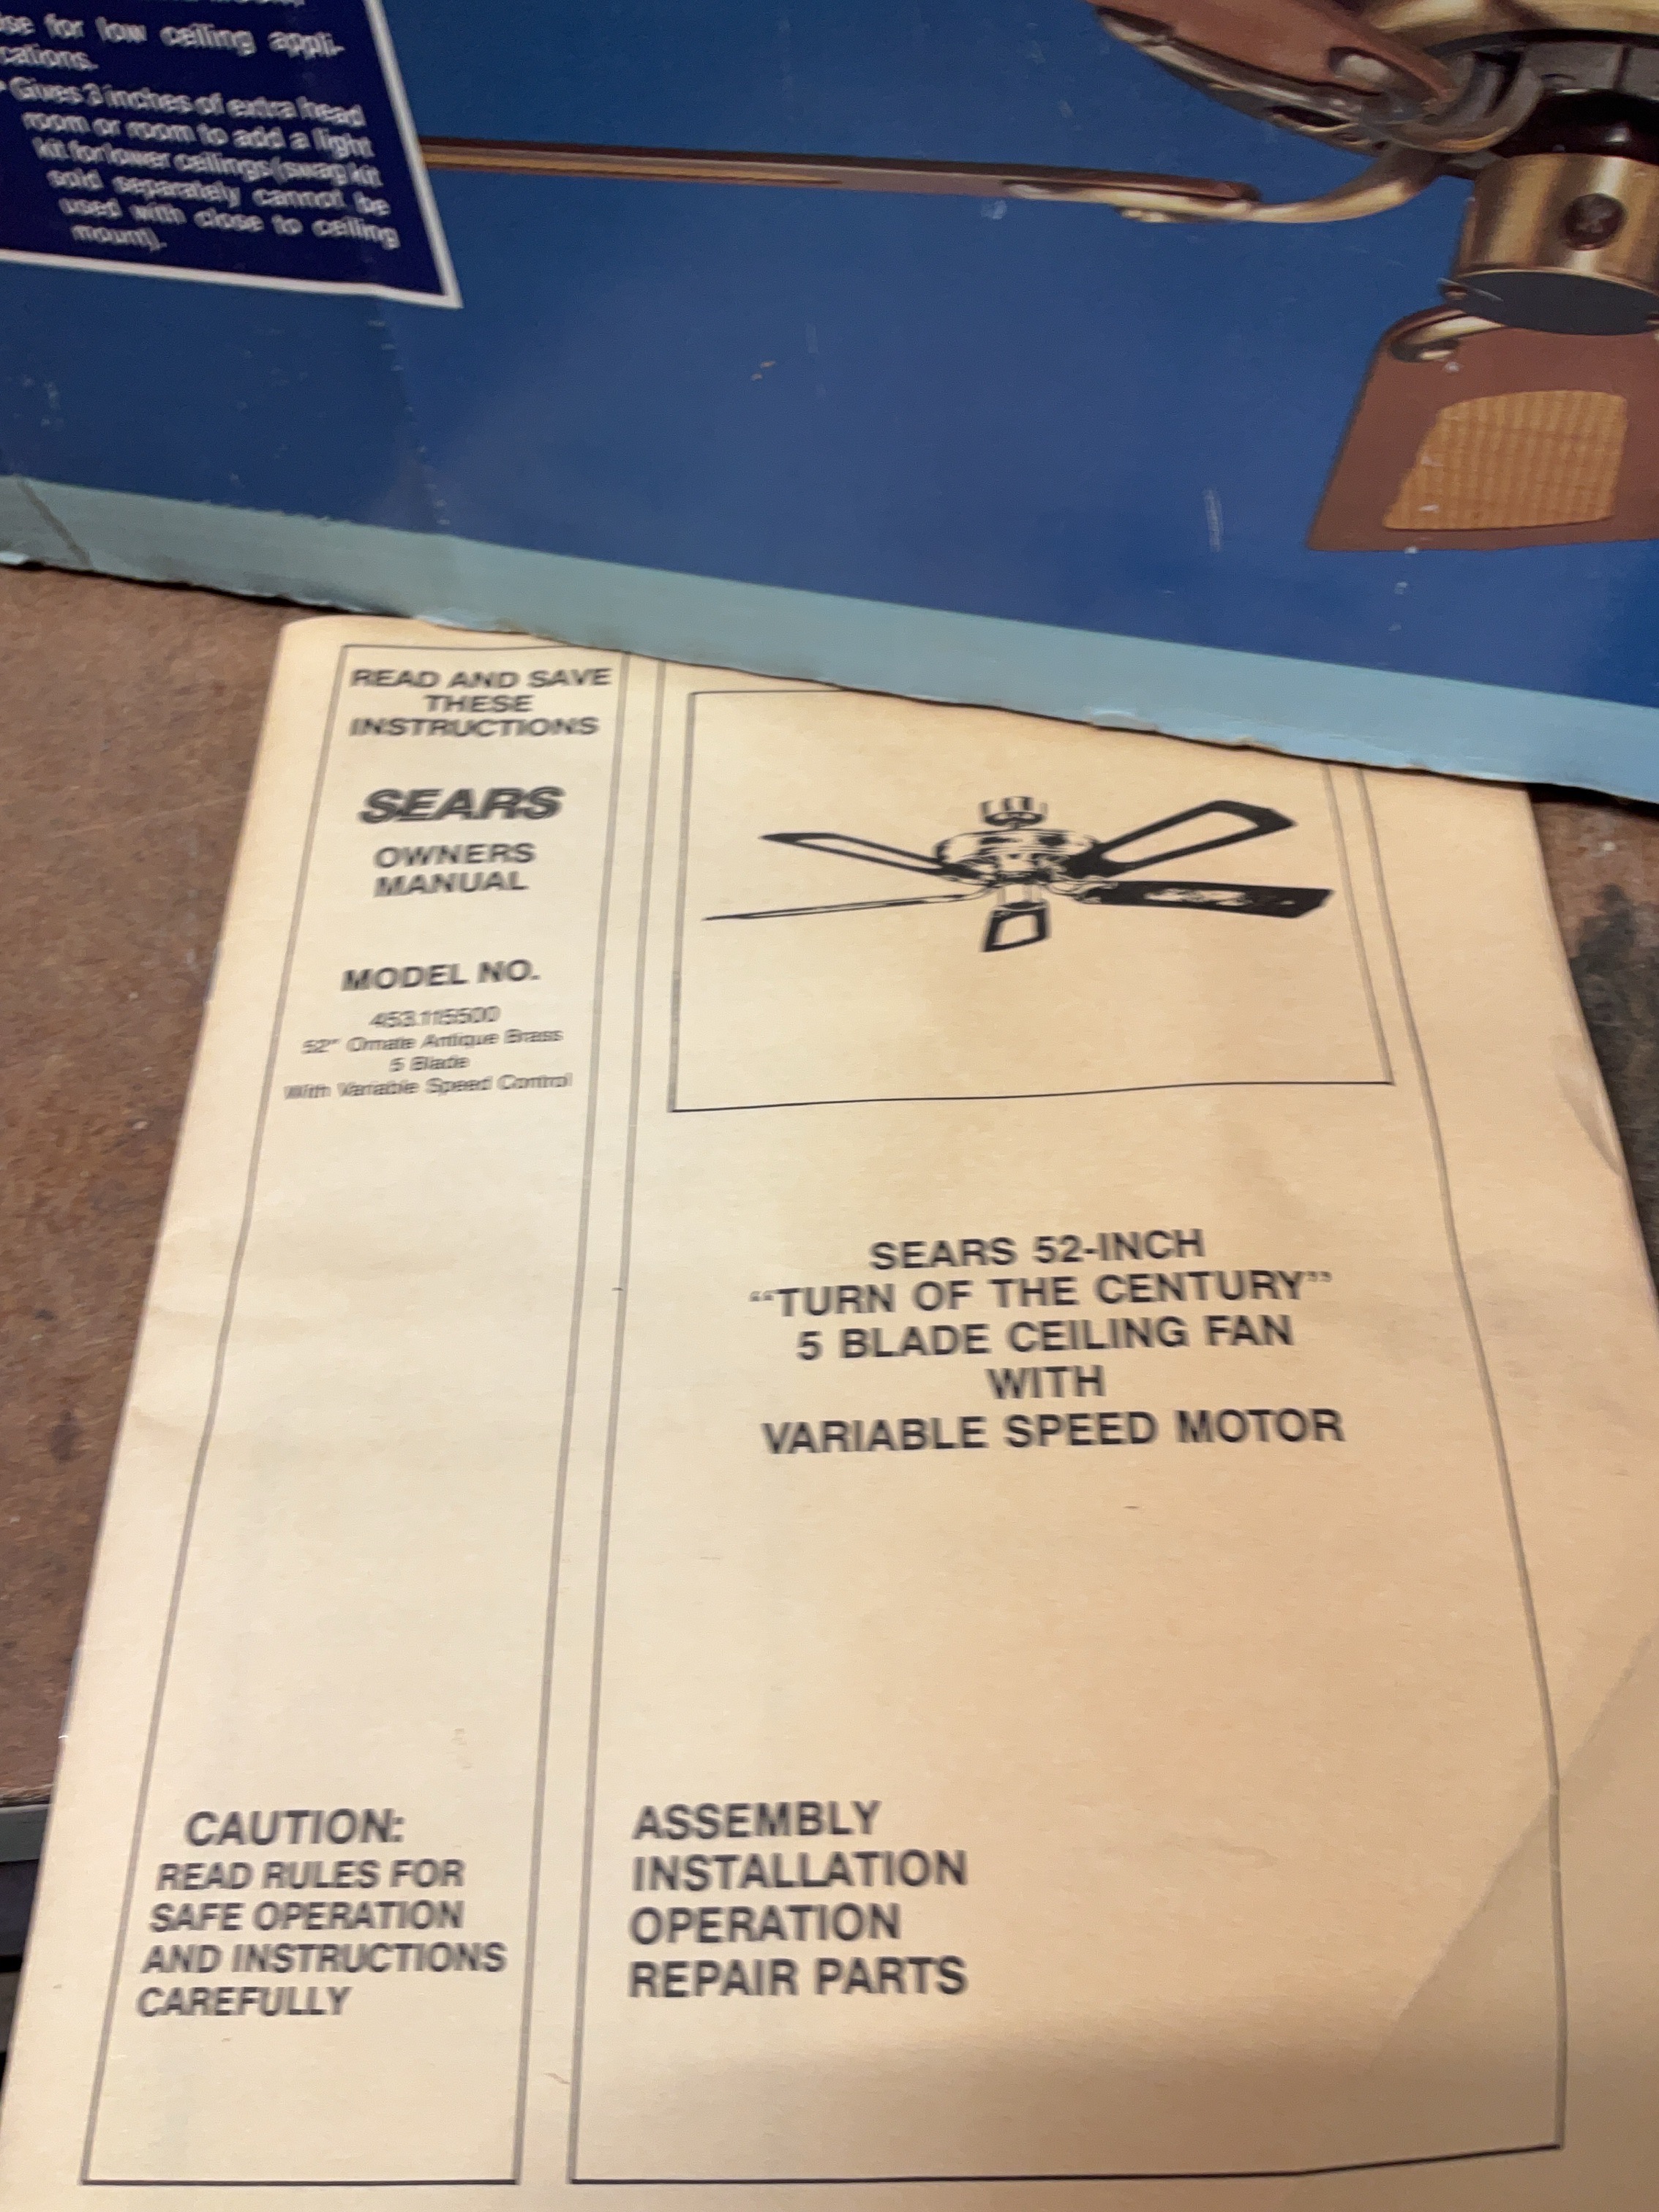 use for low ceiling appli-
cations.
• Gives 3 inches of extra head
room or room to add a light
kit for lower ceilings (swag kit
sold separately cannot be
used with close to ceiling
mount).
READ AND SAVE
THESE
INSTRUCTIONS
SEARS
OWNERS
MANUAL
MODEL NO.
453.115500
52" Ornate Antique Brass
5 Blade
With Variable Speed Control
SEARS 52-INCH
“TURN OF THE CENTURY”
5 BLADE CEILING FAN
WITH
VARIABLE SPEED MOTOR
CAUTION:
READ RULES FOR
SAFE OPERATION
AND INSTRUCTIONS
CAREFULLY
ASSEMBLY
INSTALLATION
OPERATION
REPAIR PARTS